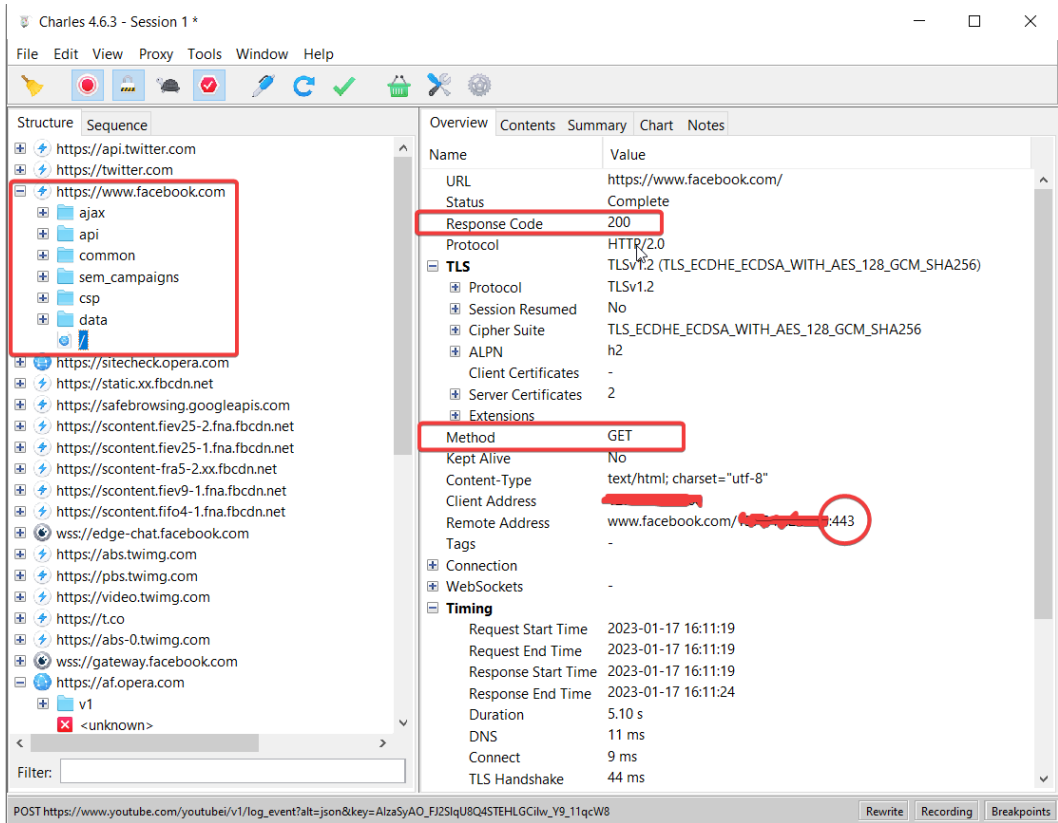 Charles 4.6.3 - Session 1 *
File Edit View Proxy Tools Window Help
Structure Sequence
https://api.twitter.com
https://twitter.com
https://www.facebook.com
ajax
api
common
sem_campaigns
csp
data
/
https://sitecheck.opera.com
https://static.xx.fbcdn.net
https://safebrowsing.googleapis.com
https://scontent.fiev25-2.fna.fbcdn.net
https://scontent.fiev25-1.fna.fbcdn.net
https://scontent-fra5-2.xx.fbcdn.net
https://scontent.fiev9-1.fna.fbcdn.net
https://scontent.fifo4-1.fna.fbcdn.net
wss://edge-chat.facebook.com
https://abs.twimg.com
https://pbs.twimg.com
https://video.twimg.com
https://t.co
https://abs-0.twimg.com
wss://gateway.facebook.com
https://af.opera.com
v1
<unknown>
Filter:
Overview Contents Summary Chart Notes
Name Value
URL https://www.facebook.com/
Status Complete
Response Code 200
Protocol HTTP/2.0
TLS TLSv1.2 (TLS_ECDHE_ECDSA_WITH_AES_128_GCM_SHA256)
Protocol TLSv1.2
Session Resumed No
Cipher Suite TLS_ECDHE_ECDSA_WITH_AES_128_GCM_SHA256
ALPN h2
Client Certificates -
Server Certificates 2
Extensions
Method GET
Kept Alive No
Content-Type text/html; charset="utf-8"
Client Address
Remote Address www.facebook.com/ :443
Tags -
Connection
WebSockets -
Timing
Request Start Time 2023-01-17 16:11:19
Request End Time 2023-01-17 16:11:19
Response Start Time 2023-01-17 16:11:19
Response End Time 2023-01-17 16:11:24
Duration 5.10 s
DNS 11 ms
Connect 9 ms
TLS Handshake 44 ms
POST https://www.youtube.com/youtubei/v1/log_event?alt=json&key=AIzaSyAO_FJ2SlqU8Q4STEHLGCilw_Y9_11qcW8
Rewrite Recording Breakpoints